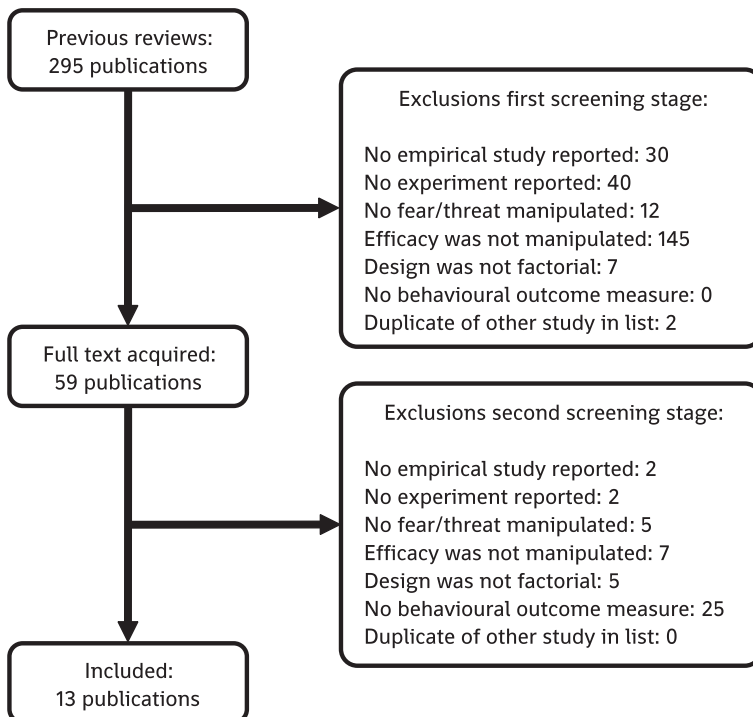 Previous reviews:
295 publications
Exclusions first screening stage:
No empirical study reported: 30
No experiment reported: 40
No fear/threat manipulated: 12
Efficacy was not manipulated: 145
Design was not factorial: 7
No behavioural outcome measure: 0
Duplicate of other study in list: 2
Full text acquired:
59 publications
Exclusions second screening stage:
No empirical study reported: 2
No experiment reported: 2
No fear/threat manipulated: 5
Efficacy was not manipulated: 7
Design was not factorial: 5
No behavioural outcome measure: 25
Duplicate of other study in list: 0
Included:
13 publications